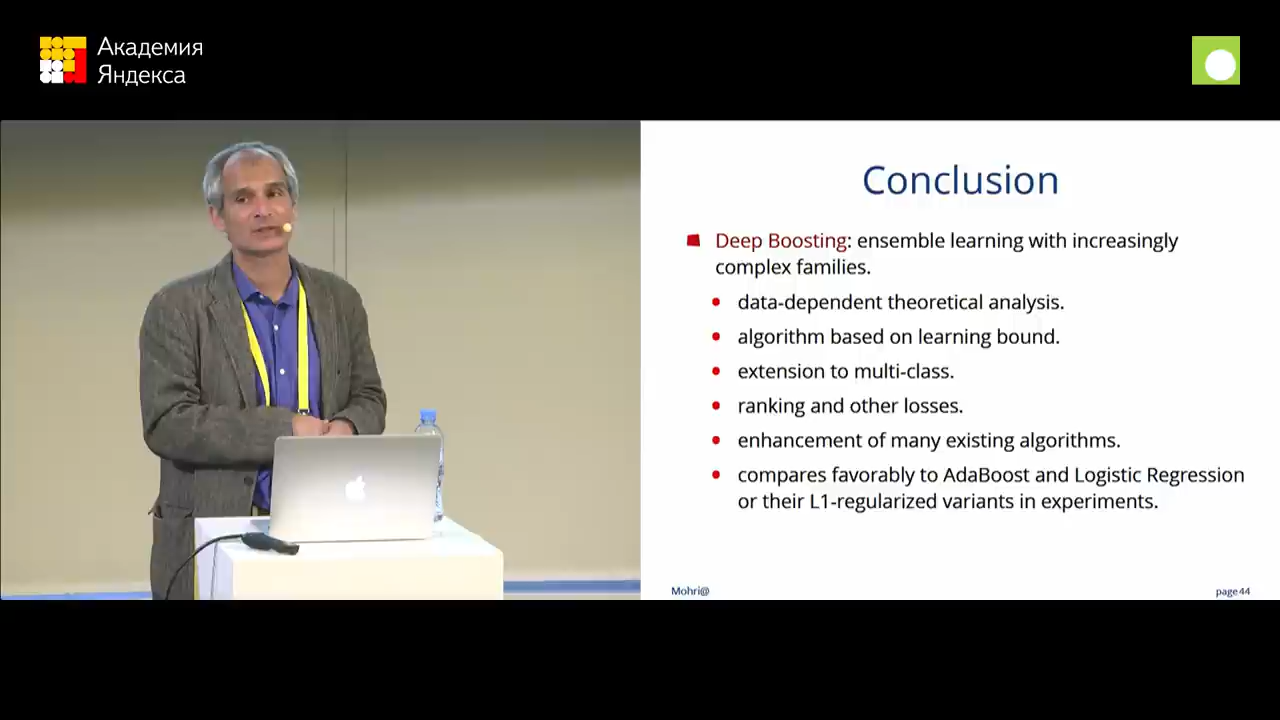 Академия
Яндекса
Conclusion
Deep Boosting: ensemble learning with increasingly
complex families.
data-dependent theoretical analysis.
algorithm based on learning bound.
extension to multi-class.
ranking and other losses.
enhancement of many existing algorithms.
compares favorably to AdaBoost and Logistic Regression
or their L1-regularized variants in experiments.
Mohri@
page 44